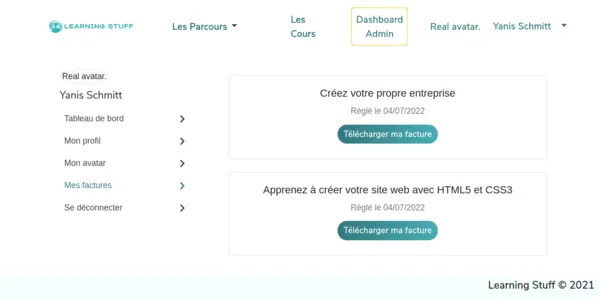 LEARNING STUFF
Les Parcours
Les
Cours
Dashboard
Admin
Real avatar.
Yanis Schmitt
Real avatar.
Yanis Schmitt
Tableau de bord
Mon profil
Mon avatar
Mes factures
Se déconnecter
Créez votre propre entreprise
Réglé le 04/07/2022
Télécharger ma facture
Apprenez à créer votre site web avec HTML5 et CSS3
Réglé le 04/07/2022
Télécharger ma facture
Learning Stuff © 2021